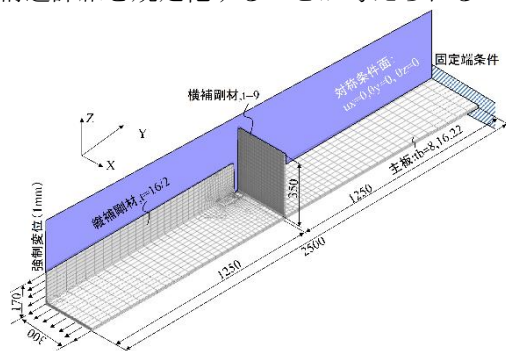 固定端条件
対称条件面:
ux=0,θy=0, θz=0
横補剛材,t=9
Z
Y
X
主板:tb=8,16.22
350
縦補剛材,t=16/2
1250
2500
1250
強制変位(1mm)
170
300